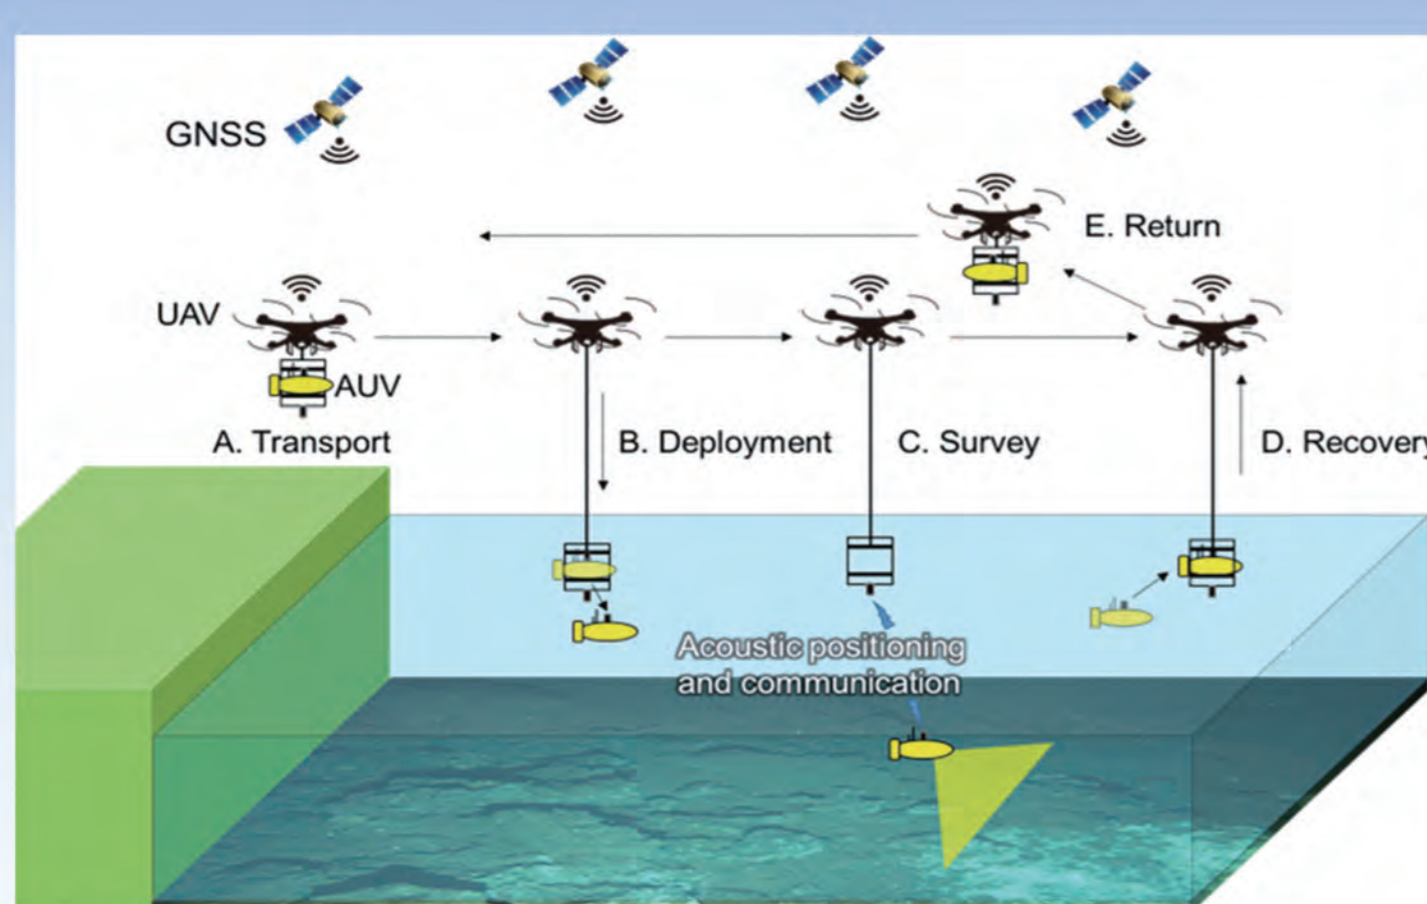 GNSS
E. Return
UAV
AUV
A. Transport
B. Deployment
C. Survey
D. Recovery
Acoustic positioning
and communication